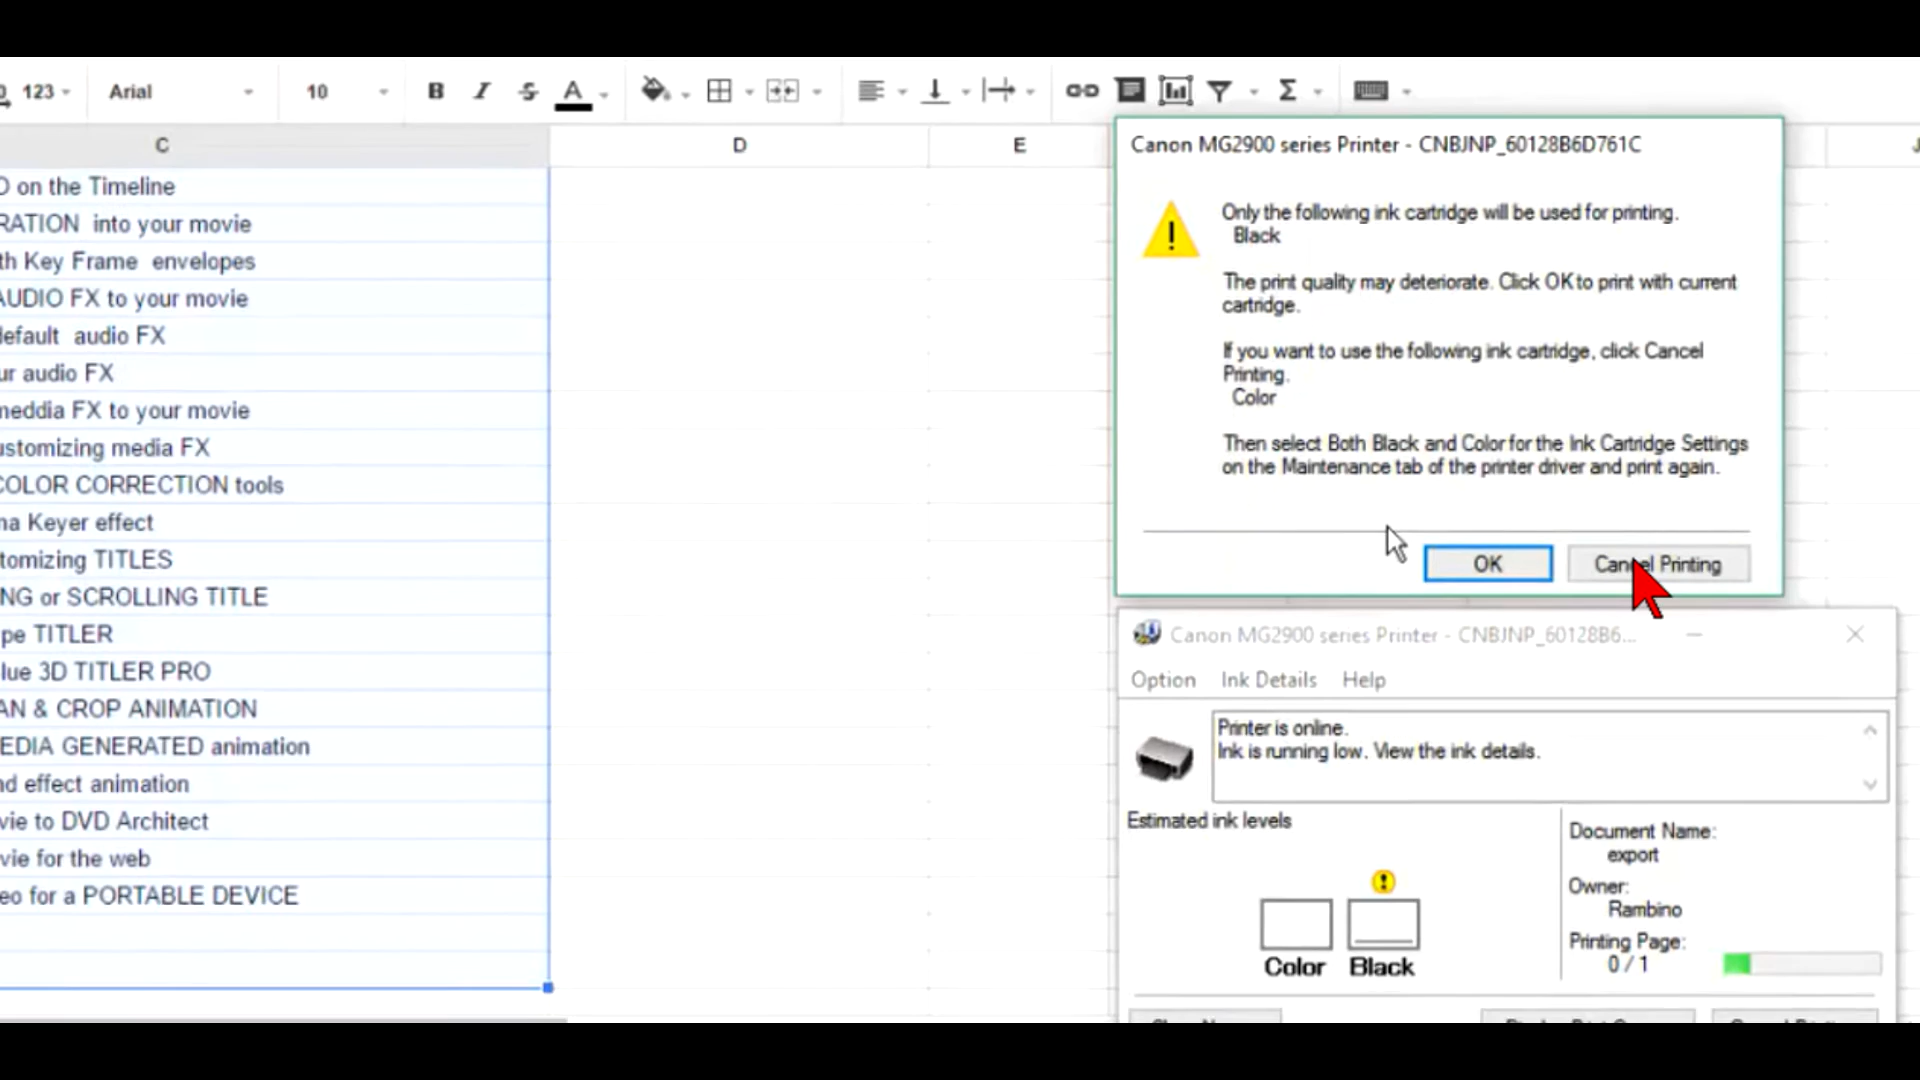 123
Arial
10
B I S A
C
D
E
on the Timeline
RATION into your movie
Key Frame envelopes
AUDIO FX to your movie
default audio FX
audio FX
meddia FX to your movie
ustomizing media FX
COLOR CORRECTION tools
Keyer effect
tomizing TITLES
NG or SCROLLING TITLE
pe TITLER
lue 3D TITLER PRO
AN & CROP ANIMATION
EDIA GENERATED animation
nd effect animation
vie to DVD Architect
vie for the web
eo for a PORTABLE DEVICE
Canon MG2900 series Printer - CNBJNP_60128B6D761C
Only the following ink cartridge will be used for printing.
Black
The print quality may deteriorate. Click OK to print with current
cartridge.
If you want to use the following ink cartridge, click Cancel
Printing.
Color
Then select Both Black and Color for the Ink Cartridge Settings
on the Maintenance tab of the printer driver and print again.
OK
Cancel Printing
Canon MG2900 series Printer - CNBJNP_60128B6...
Option Ink Details Help
Printer is online.
Ink is running low. View the ink details.
Estimated ink levels
Color Black
Document Name:
export
Owner:
Rambino
Printing Page:
0 / 1